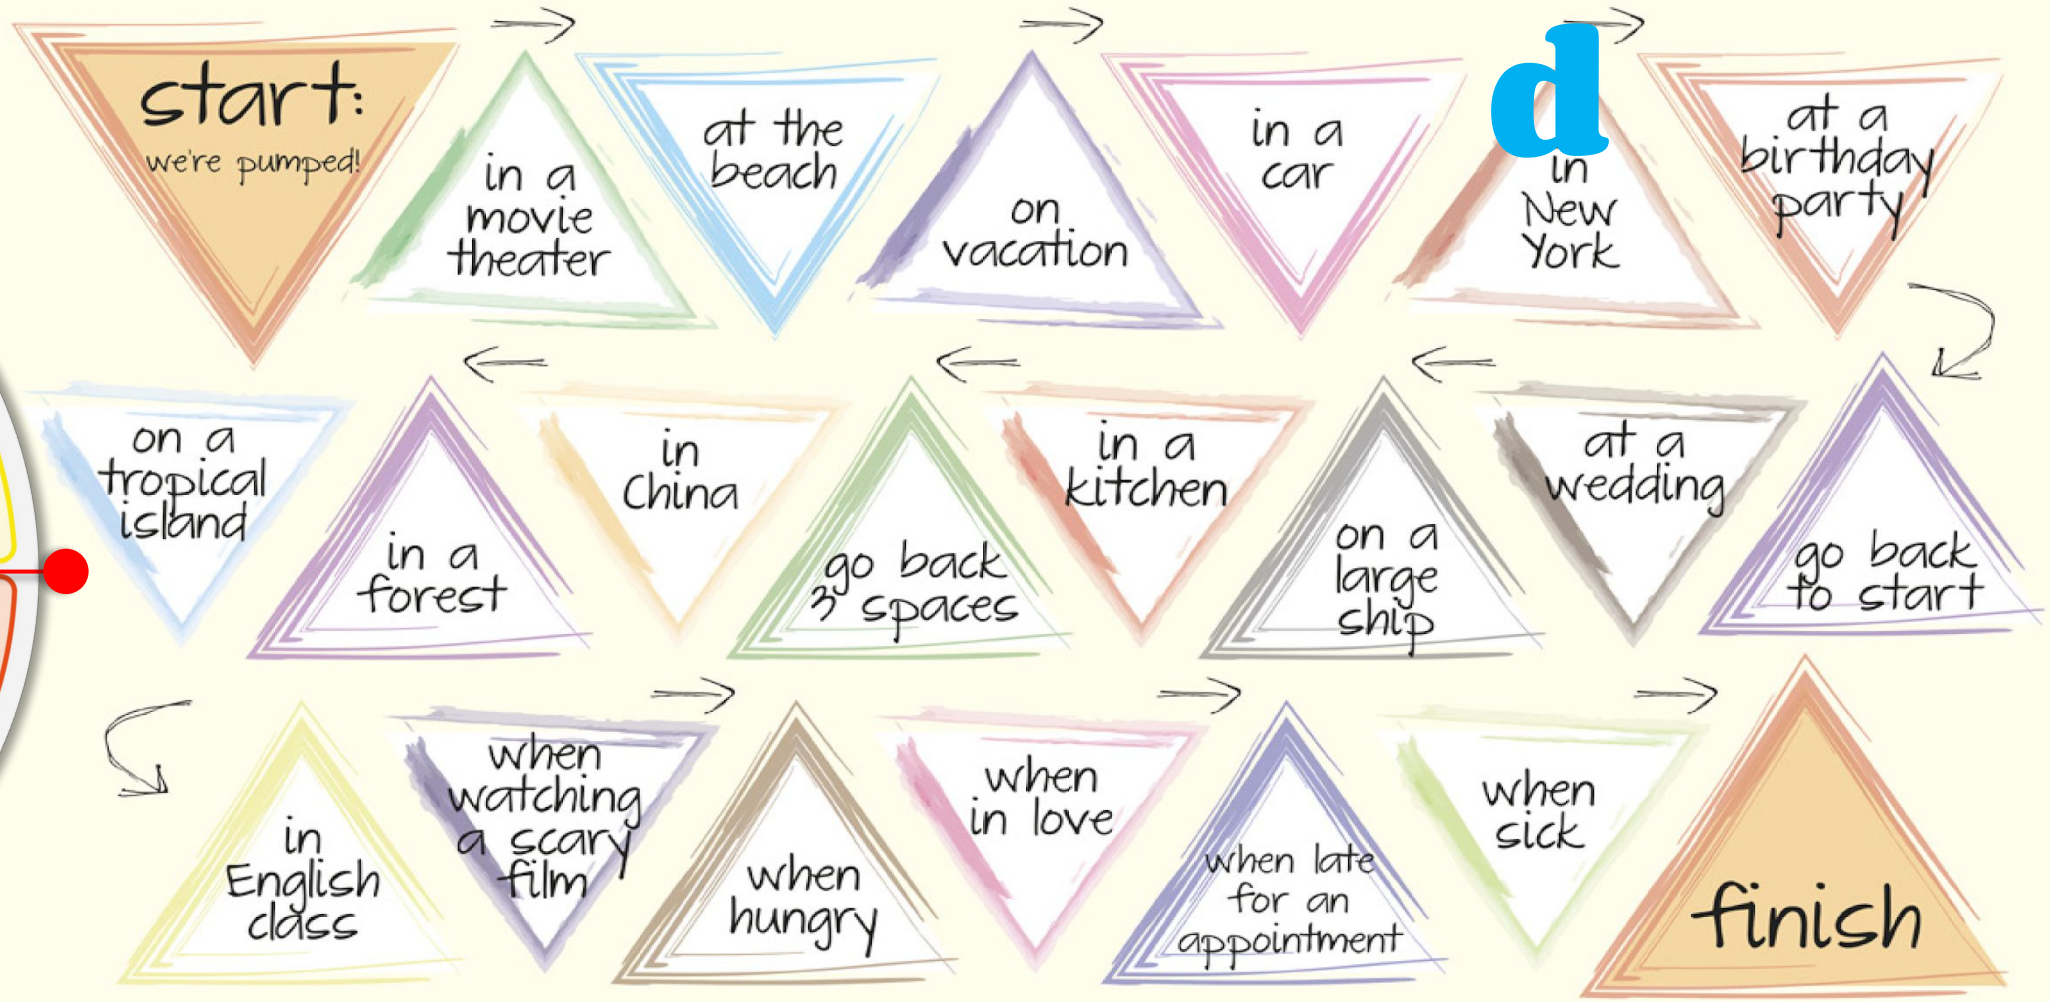 start:
we're pumped!
in a
movie
theater
at the
beach
on
vacation
in a
car
d
in
New
York
at a
birthday
party
go back
to start
at a
wedding
on a
large
ship
in a
kitchen
go back
3 spaces
in
China
in a
forest
on a
tropical
island
in
English
class
when
watching
a scary
film
when
hungry
when
in love
when late
for an
appointment
when
sick
finish